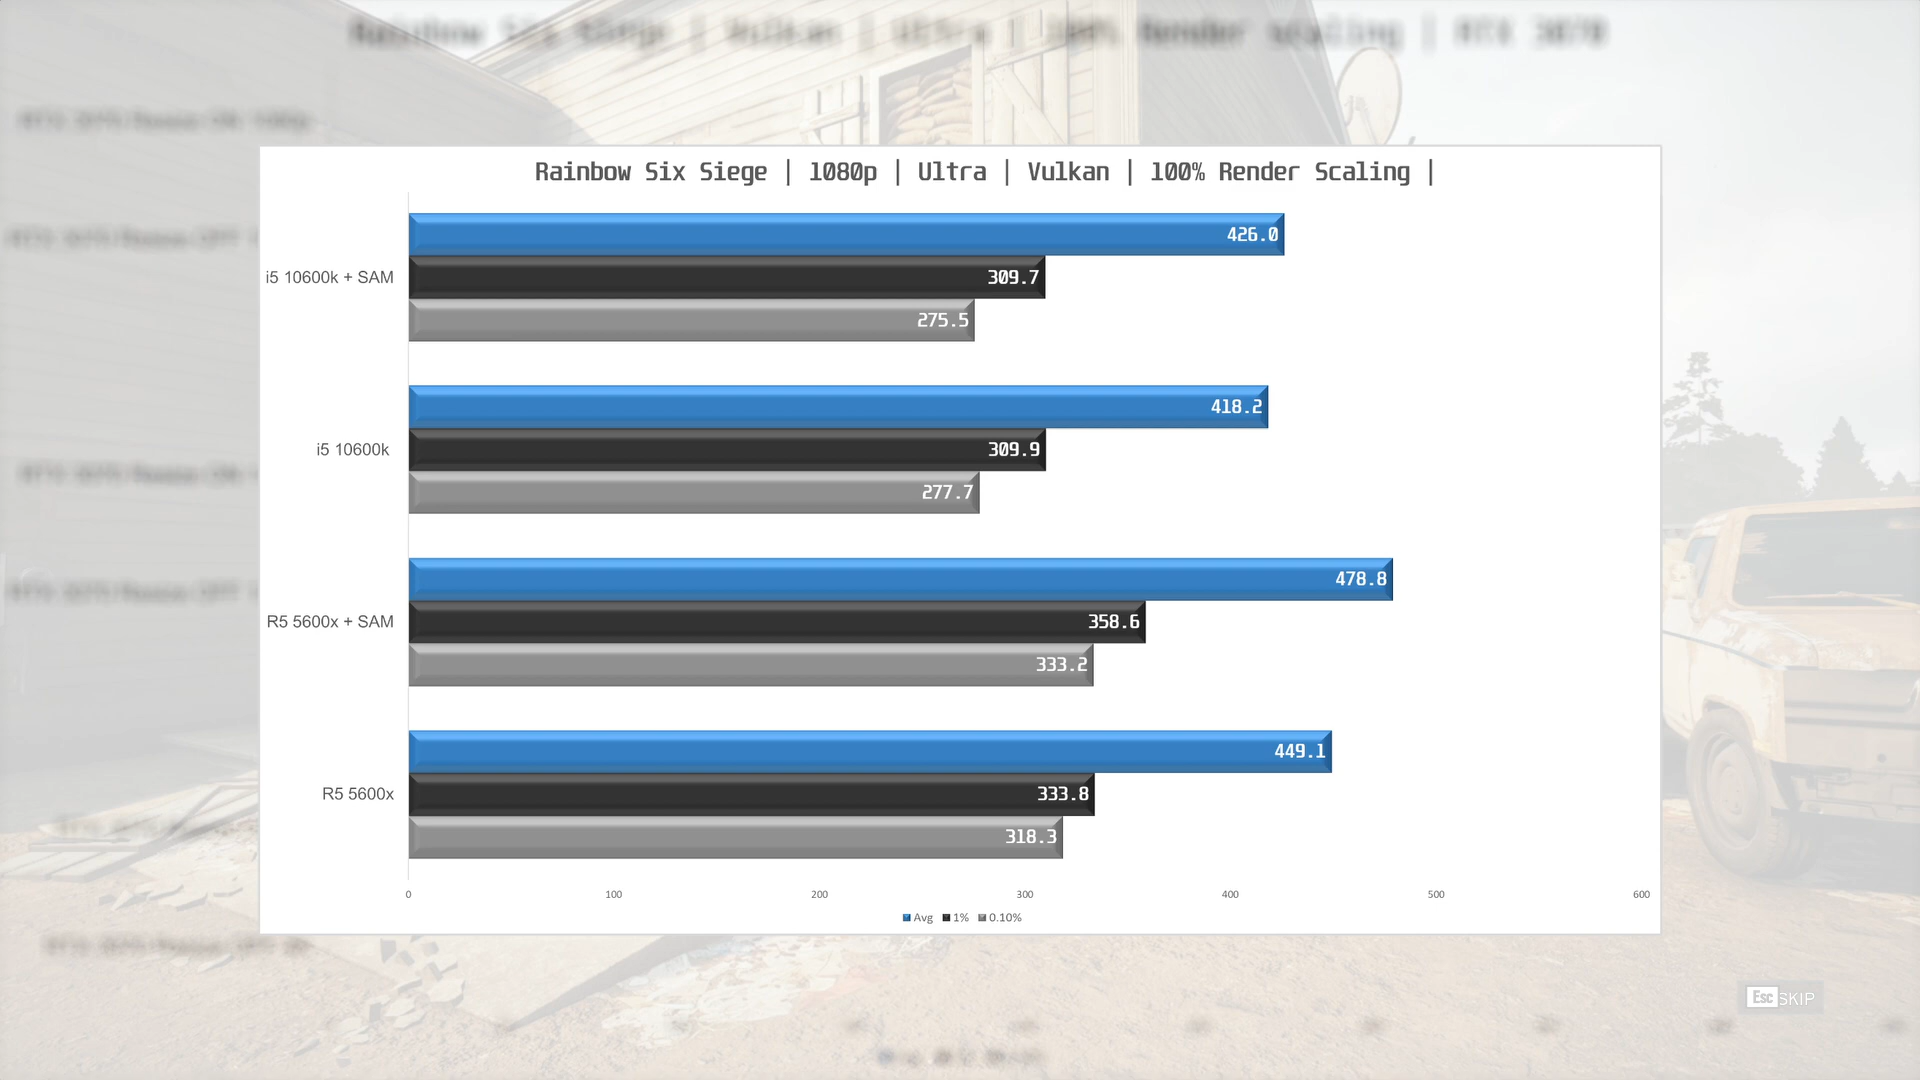 Rainbow Six Siege | 1080p | Ultra | Vulkan | 100% Render Scaling |
i5 10600k + SAM
426.0
309.7
275.5
i5 10600k
418.2
309.9
277.7
R5 5600x + SAM
478.8
358.6
333.2
R5 5600x
449.1
333.8
318.3
0 100 200 300 400 500 600
Avg 1% 0.10%
Esc SKIP